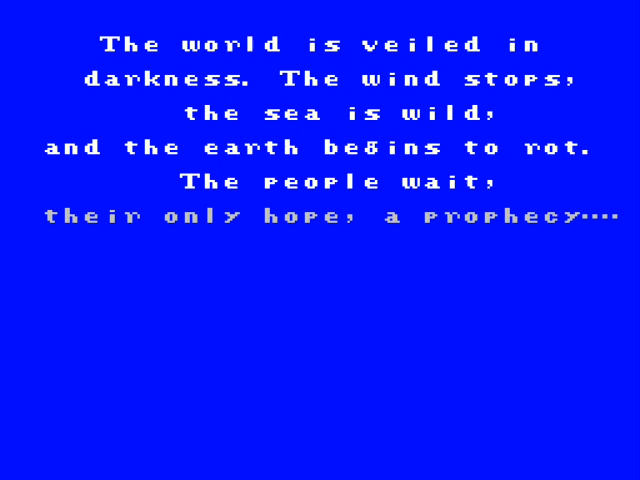 The world is veiled in
darkness. The wind stops,
the sea is wild,
and the earth begins to rot.
The people wait,
their only hope, a prophecy....